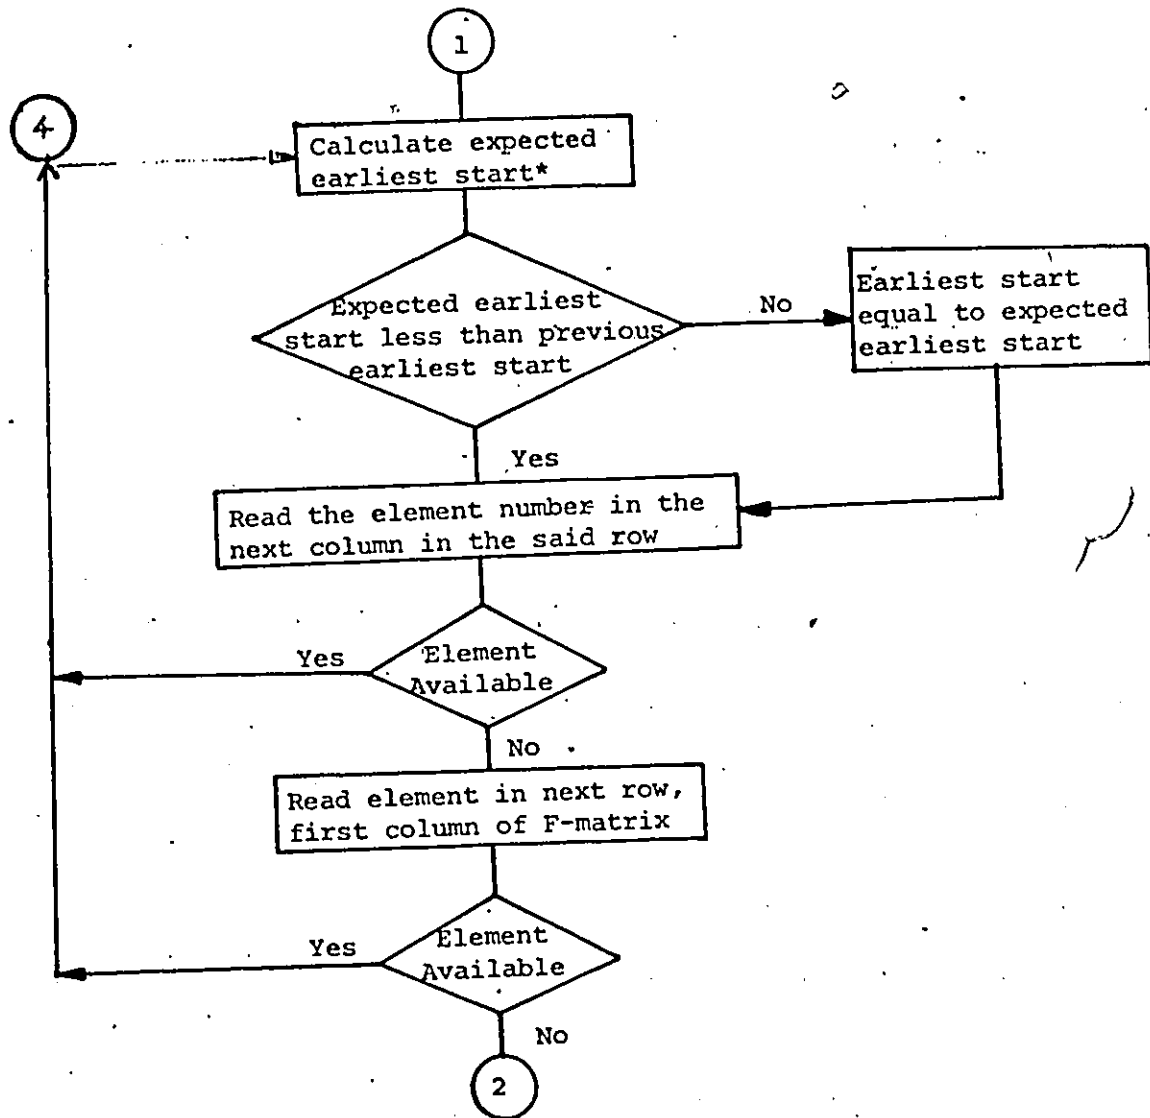 1
4
Calculate expected
earliest start*
Expected earliest
start less than previous
earliest start
No
Earliest start
equal to expected
earliest start
Yes
Read the element number in the
next column in the said row
Yes
Element
Available
No
Read element in next row,
first column of F-matrix
Yes
Element
Available
No
2